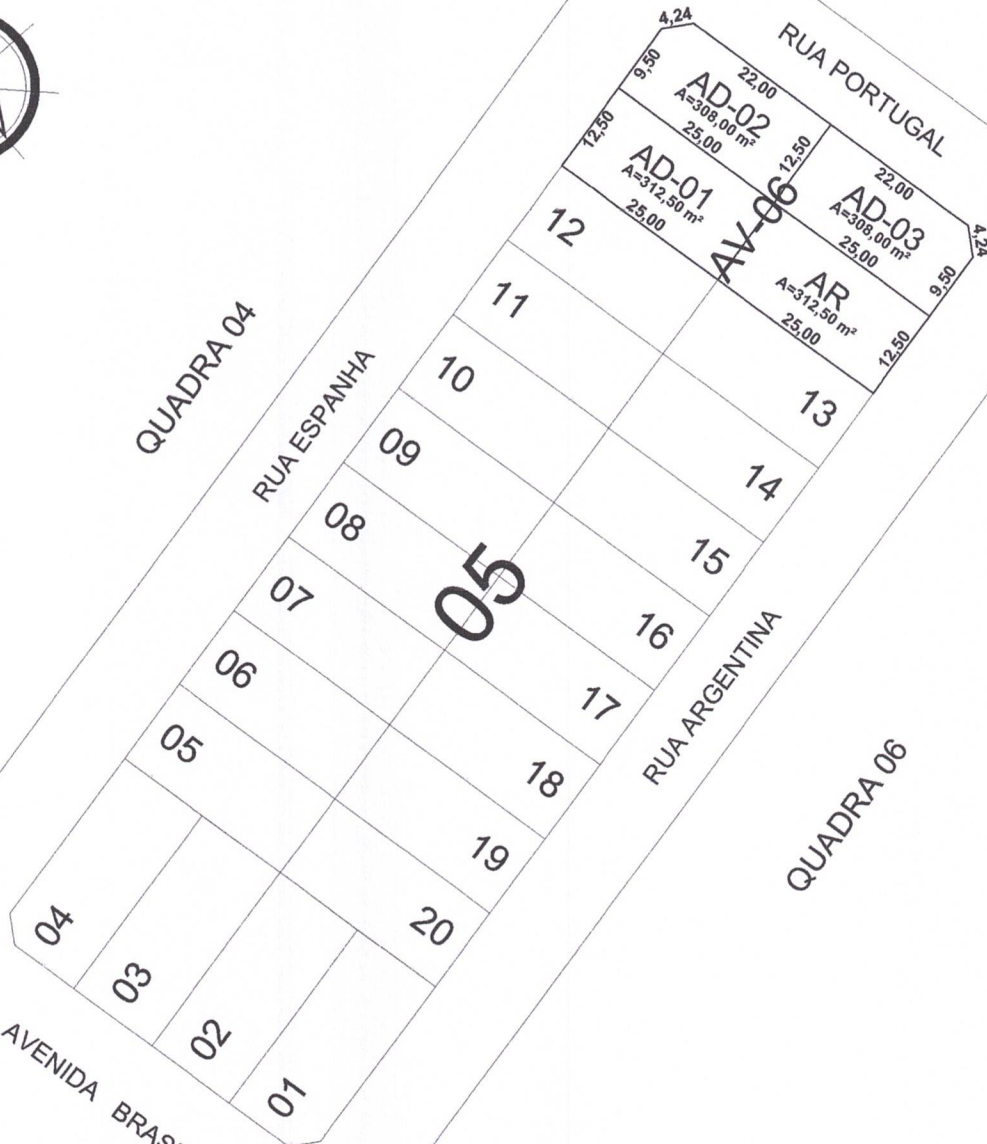 RUA PORTUGAL
4,24
9,50
22,00
AD-02
A=308,00 m²
25,00
12,50
22,00
AD-03
A=308,00 m²
25,00
4,24
9,50
12,50
AD-01
A=312,50 m²
25,00
AV-06
AR
A=312,50 m²
25,00
12,50
12
11
10
09
08
07
06
05
04
03
02
01
13
14
15
16
17
18
19
20
05
QUADRA 04
RUA ESPANHA
RUA ARGENTINA
QUADRA 06
AVENIDA BRAS